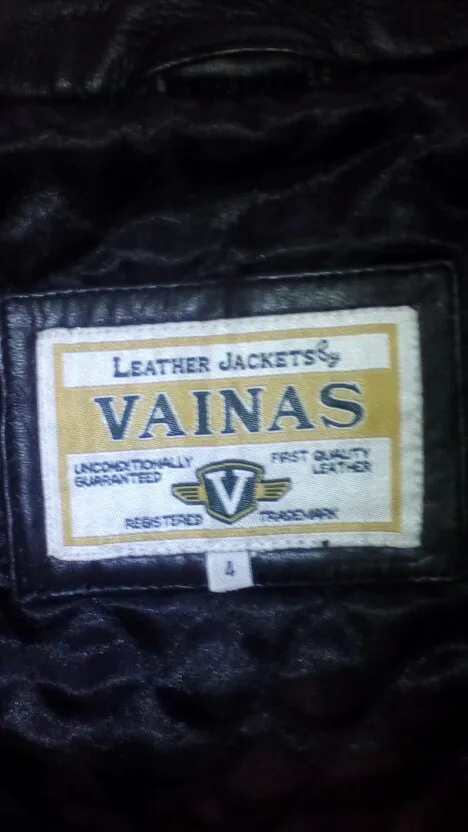 LEATHER JACKETS by
VAINAS
UNCONDITIONALLY
GUARANTEED
FIRST QUALITY
LEATHER
V
REGISTERED TRADEMARK
4